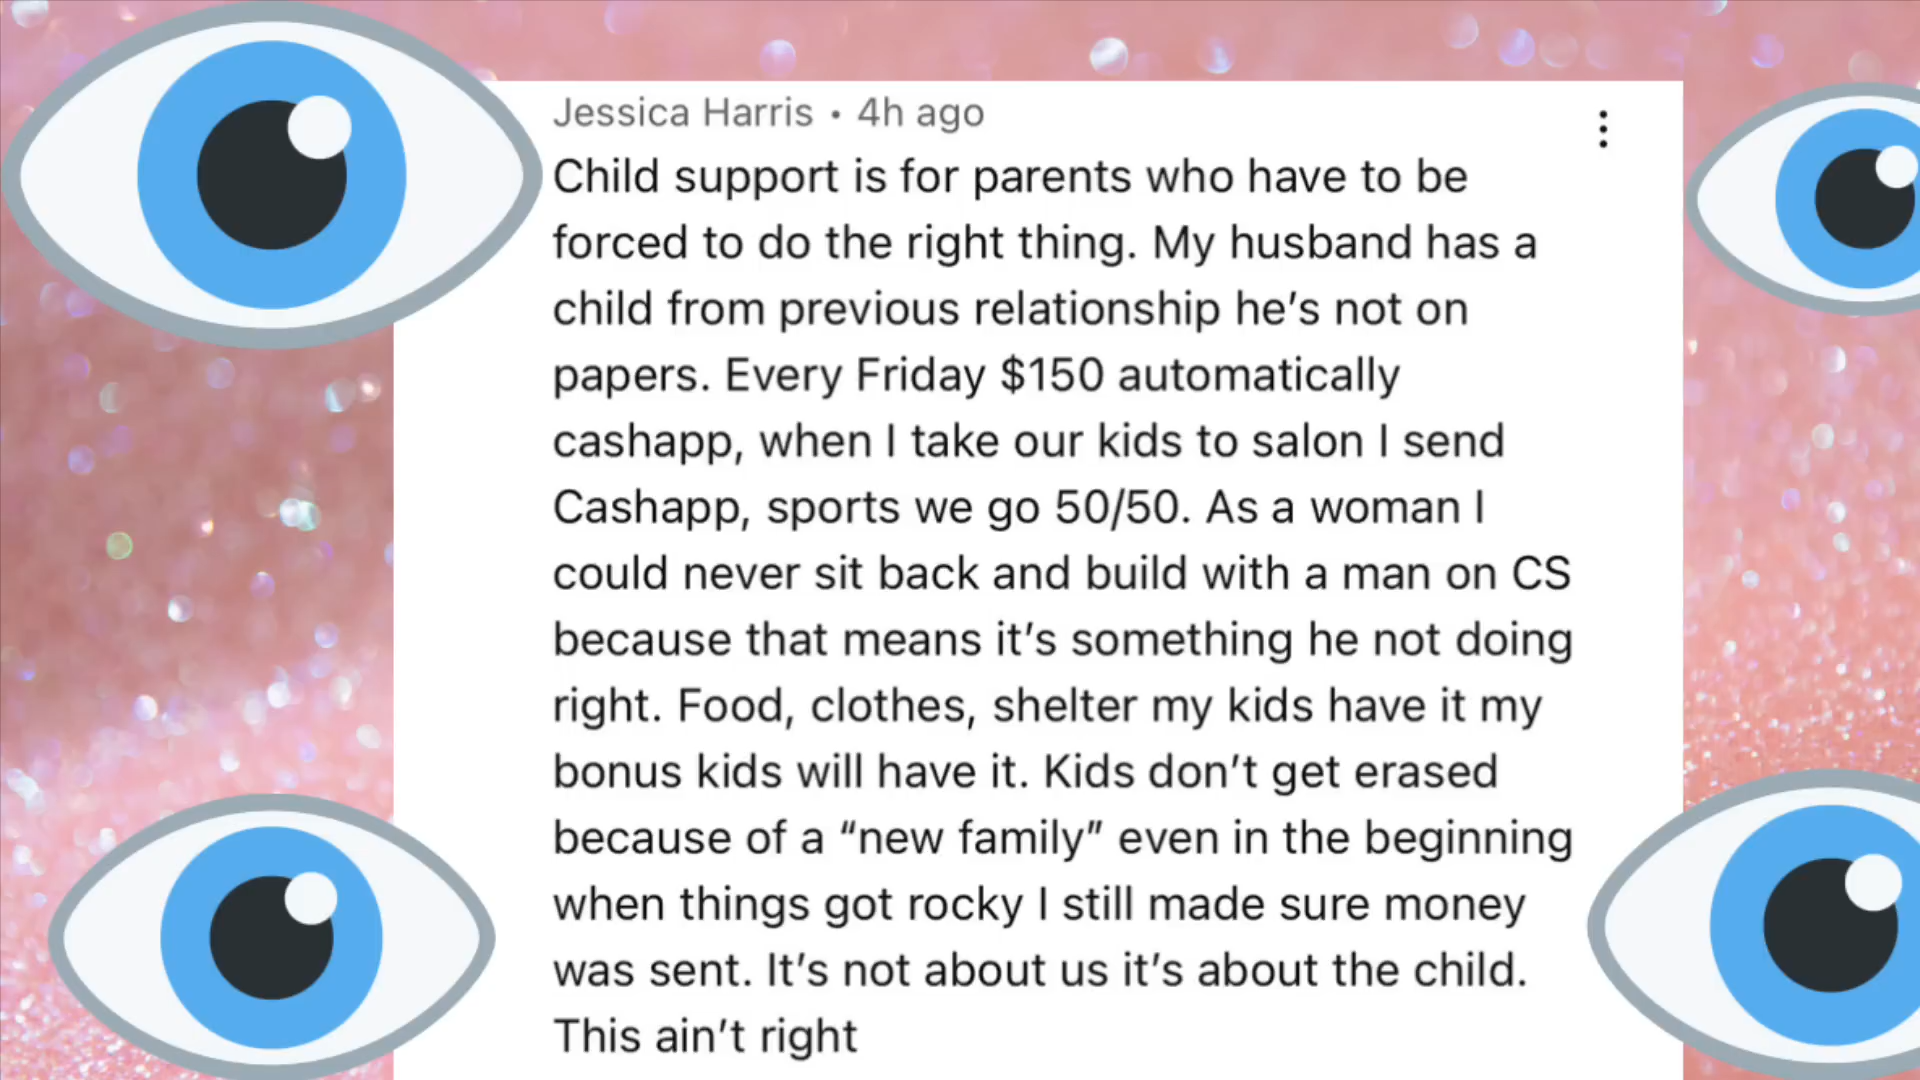 Jessica Harris • 4h ago
Child support is for parents who have to be
forced to do the right thing. My husband has a
child from previous relationship he’s not on
papers. Every Friday $150 automatically
cashapp, when I take our kids to salon I send
Cashapp, sports we go 50/50. As a woman I
could never sit back and build with a man on CS
because that means it’s something he not doing
right. Food, clothes, shelter my kids have it my
bonus kids will have it. Kids don’t get erased
because of a “new family” even in the beginning
when things got rocky I still made sure money
was sent. It’s not about us it’s about the child.
This ain’t right